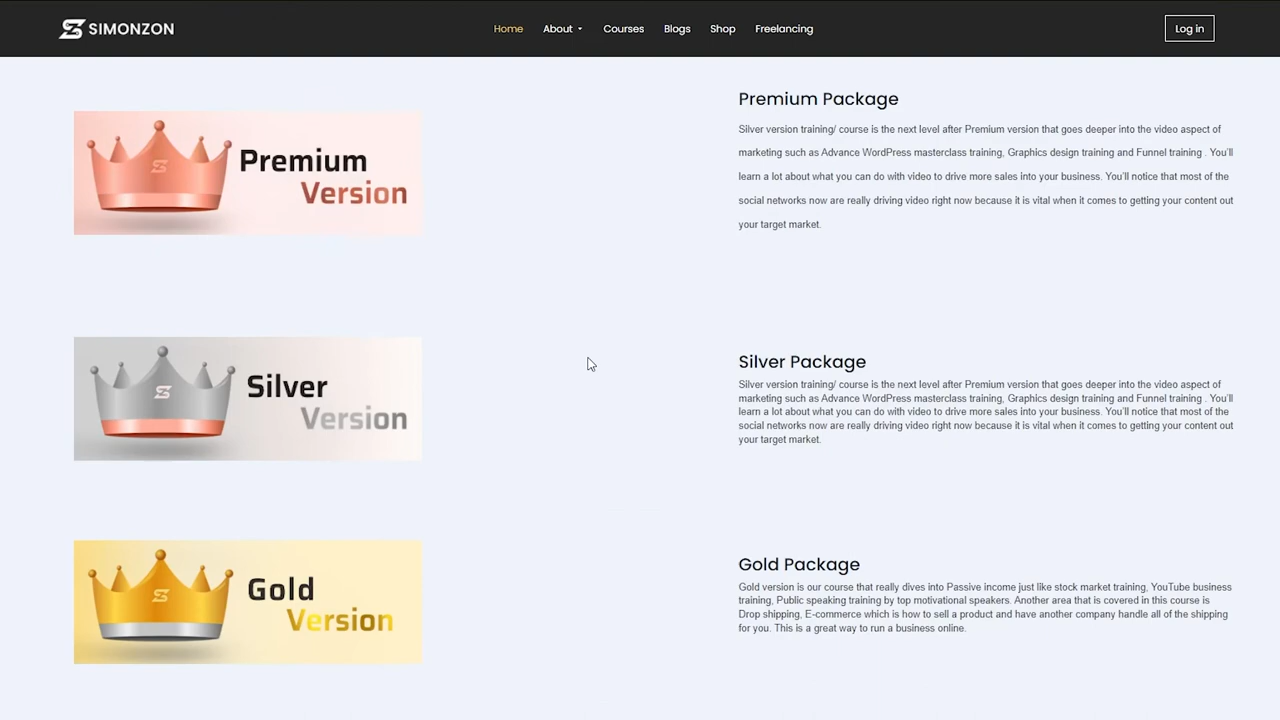 SIMONZON
Home
About
Courses
Blogs
Shop
Freelancing
Log in
Premium
Version
Premium Package
Silver version training/ course is the next level after Premium version that goes deeper into the video aspect of
marketing such as Advance WordPress masterclass training, Graphics design training and Funnel training . You'll
learn a lot about what you can do with video to drive more sales into your business. You'll notice that most of the
social networks now are really driving video right now because it is vital when it comes to getting your content out
your target market.
Silver
Version
Silver Package
Silver version training/ course is the next level after Premium version that goes deeper into the video aspect of
marketing such as Advance WordPress masterclass training, Graphics design training and Funnel training . You'll
learn a lot about what you can do with video to drive more sales into your business. You'll notice that most of the
social networks now are really driving video right now because it is vital when it comes to getting your content out
your target market.
Gold
Version
Gold Package
Gold version is our course that really dives into Passive income just like stock market training, YouTube business
training, Public speaking training by top motivational speakers. Another area that is covered in this course is
Drop shipping, E-commerce which is how to sell a product and have another company handle all of the shipping
for you. This is a great way to run a business online.